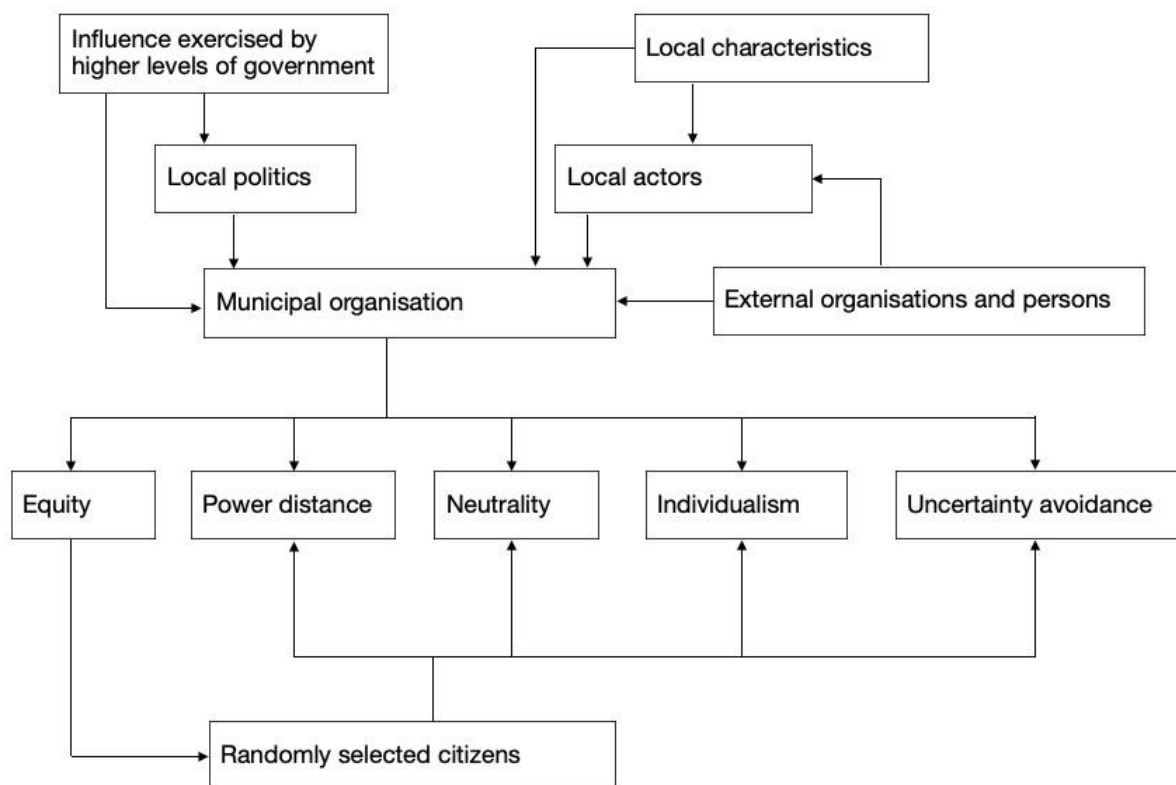 Influence exercised by
higher levels of government
Local characteristics
Local politics
Local actors
Municipal organisation
External organisations and persons
Equity
Power distance
Neutrality
Individualism
Uncertainty avoidance
Randomly selected citizens